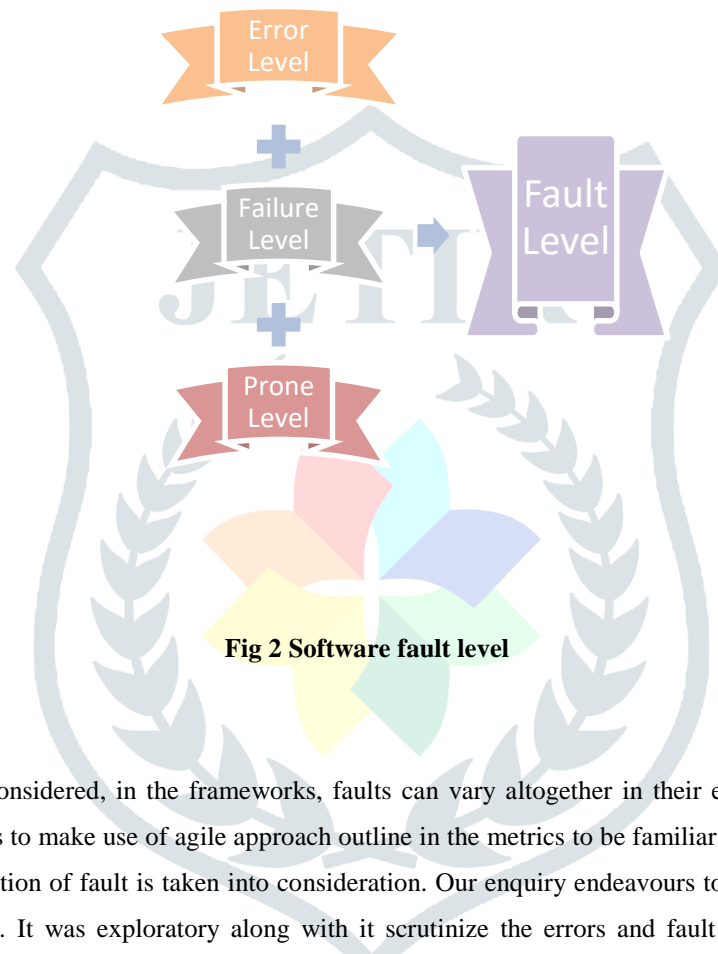 Error
Level
Failure
Level
Fault
Level
JETIR
Prone
Level
Fig 2 Software fault level
onsidered, in the frameworks, faults can vary altogether in their e
s to make use of agile approach outline in the metrics to be familiar
tion of fault is taken into consideration. Our enquiry endeavours to
. It was exploratory along with it scrutinize the errors and fault